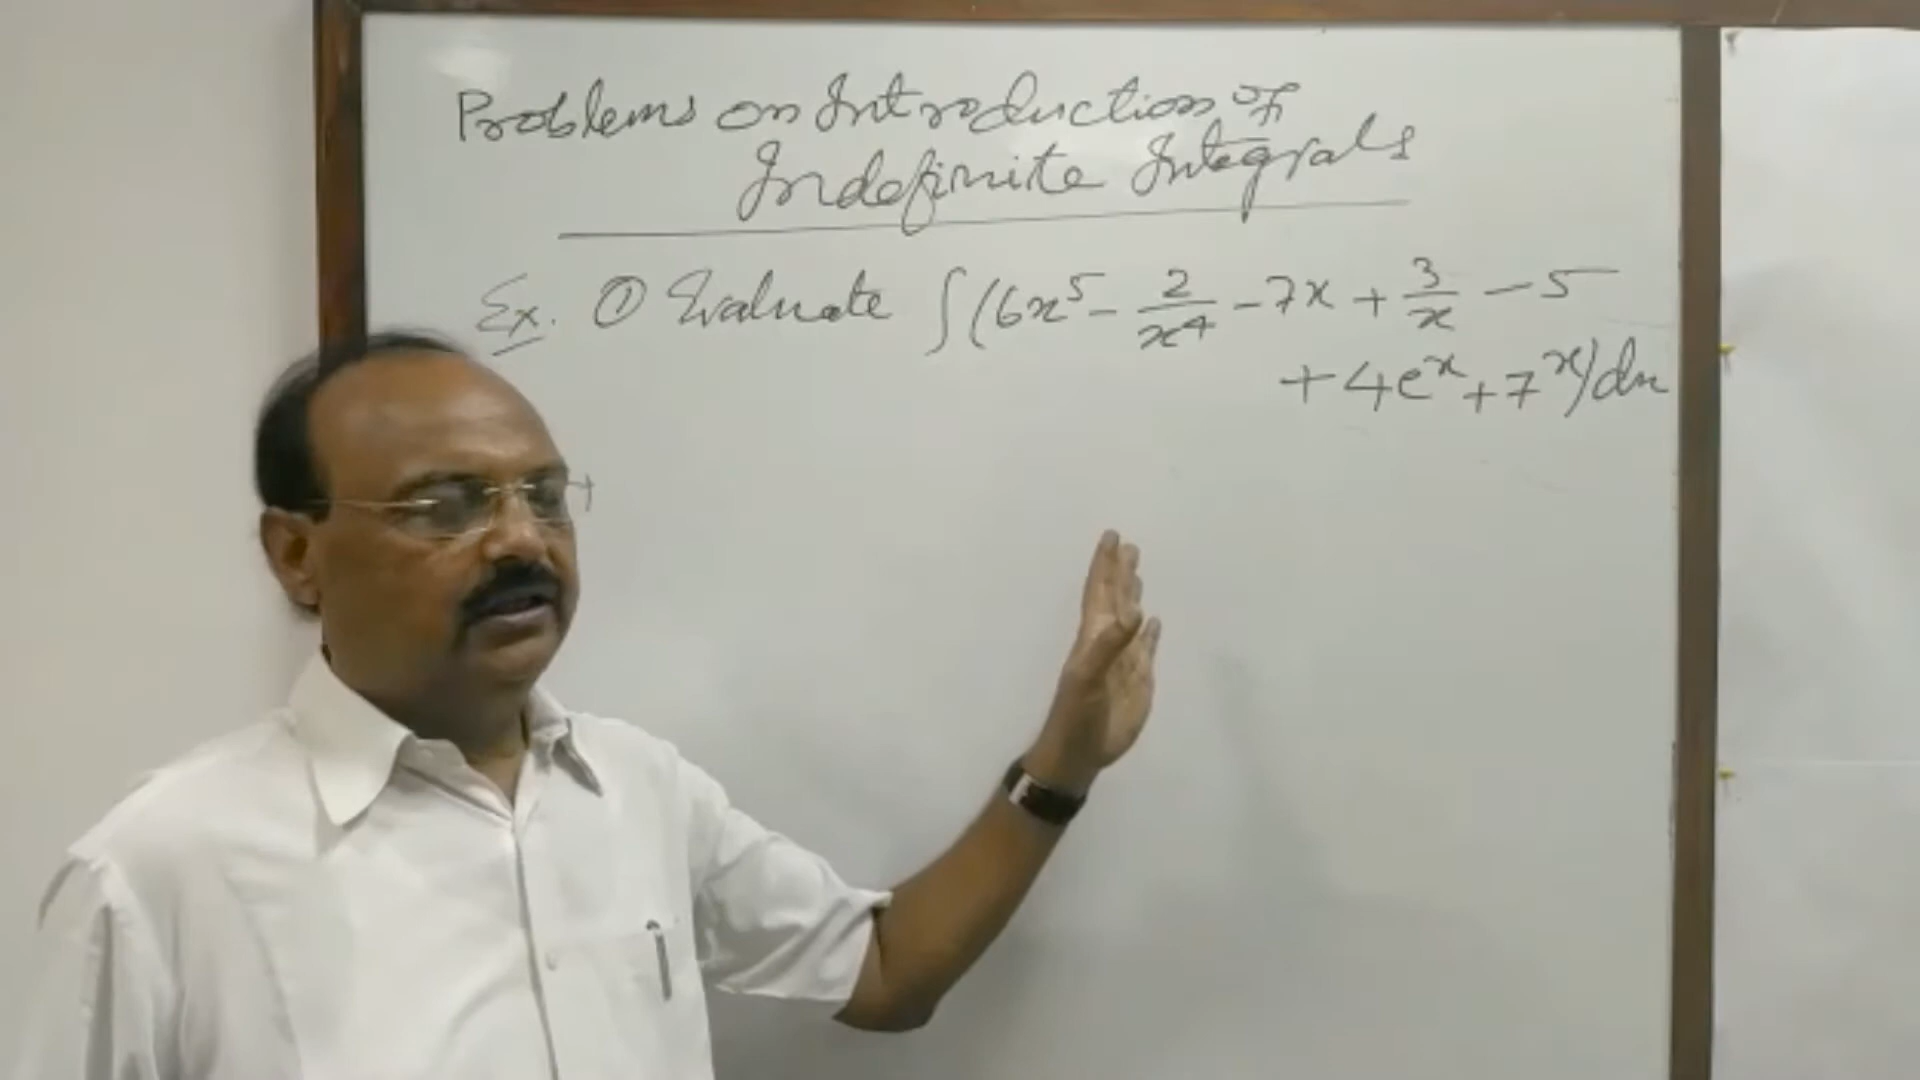 Problems on Introduction of
Indefinite Integrals
Ex. ① Evaluate ∫(6x⁵ - 2/x⁴ - 7x + 3/x - 5
+ 4eˣ + 7ˣ)dx